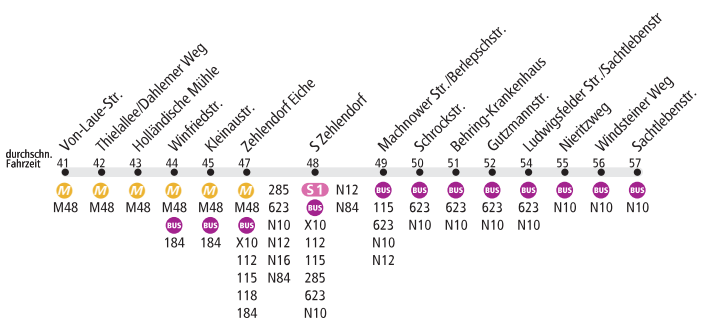 Von-Laue-Str.
Thielallee/Dahlemer Weg
Holländische Mühle
Winfriedstr.
Kleinaustr.
Zehlendorf Eiche
S Zehlendorf
Machnower Str./Berlepschstr.
Schrockstr.
Behring-Krankenhaus
Gutzmannstr.
Ludwigsfelder Str./Sachtlebenstr
Nieritzweg
Windsteiner Weg
Sachtlebenstr.
durchschn.
Fahrzeit
41 42 43 44 45 47 48 49 50 51 52 54 55 56 57
M M M M M M 285 S 1 N12 BUS BUS BUS BUS BUS BUS BUS BUS
M48 M48 M48 M48 M48 M48 623 BUS N84 115 623 623 623 623 N10 N10 N10
BUS BUS BUS N10 X10 623 N10 N10 N10 N10
184 184 X10 N12 112 N10
112 N16 115 N12
115 N84 285
118 623
184 N10